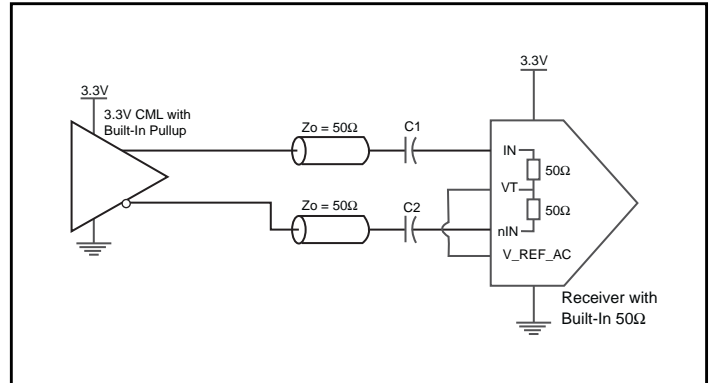 3.3V
3.3V CML with
Built-In Pullup
Zo = 50Ω
C1
Zo = 50Ω
C2
3.3V
IN
50Ω
VT
50Ω
nIN
V_REF_AC
Receiver with
Built-In 50Ω